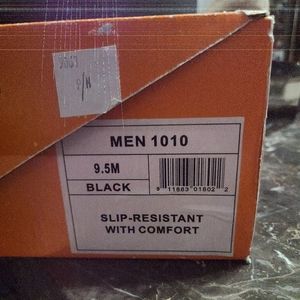 MEN 1010
9.5M
BLACK
SLIP-RESISTANT
WITH COMFORT